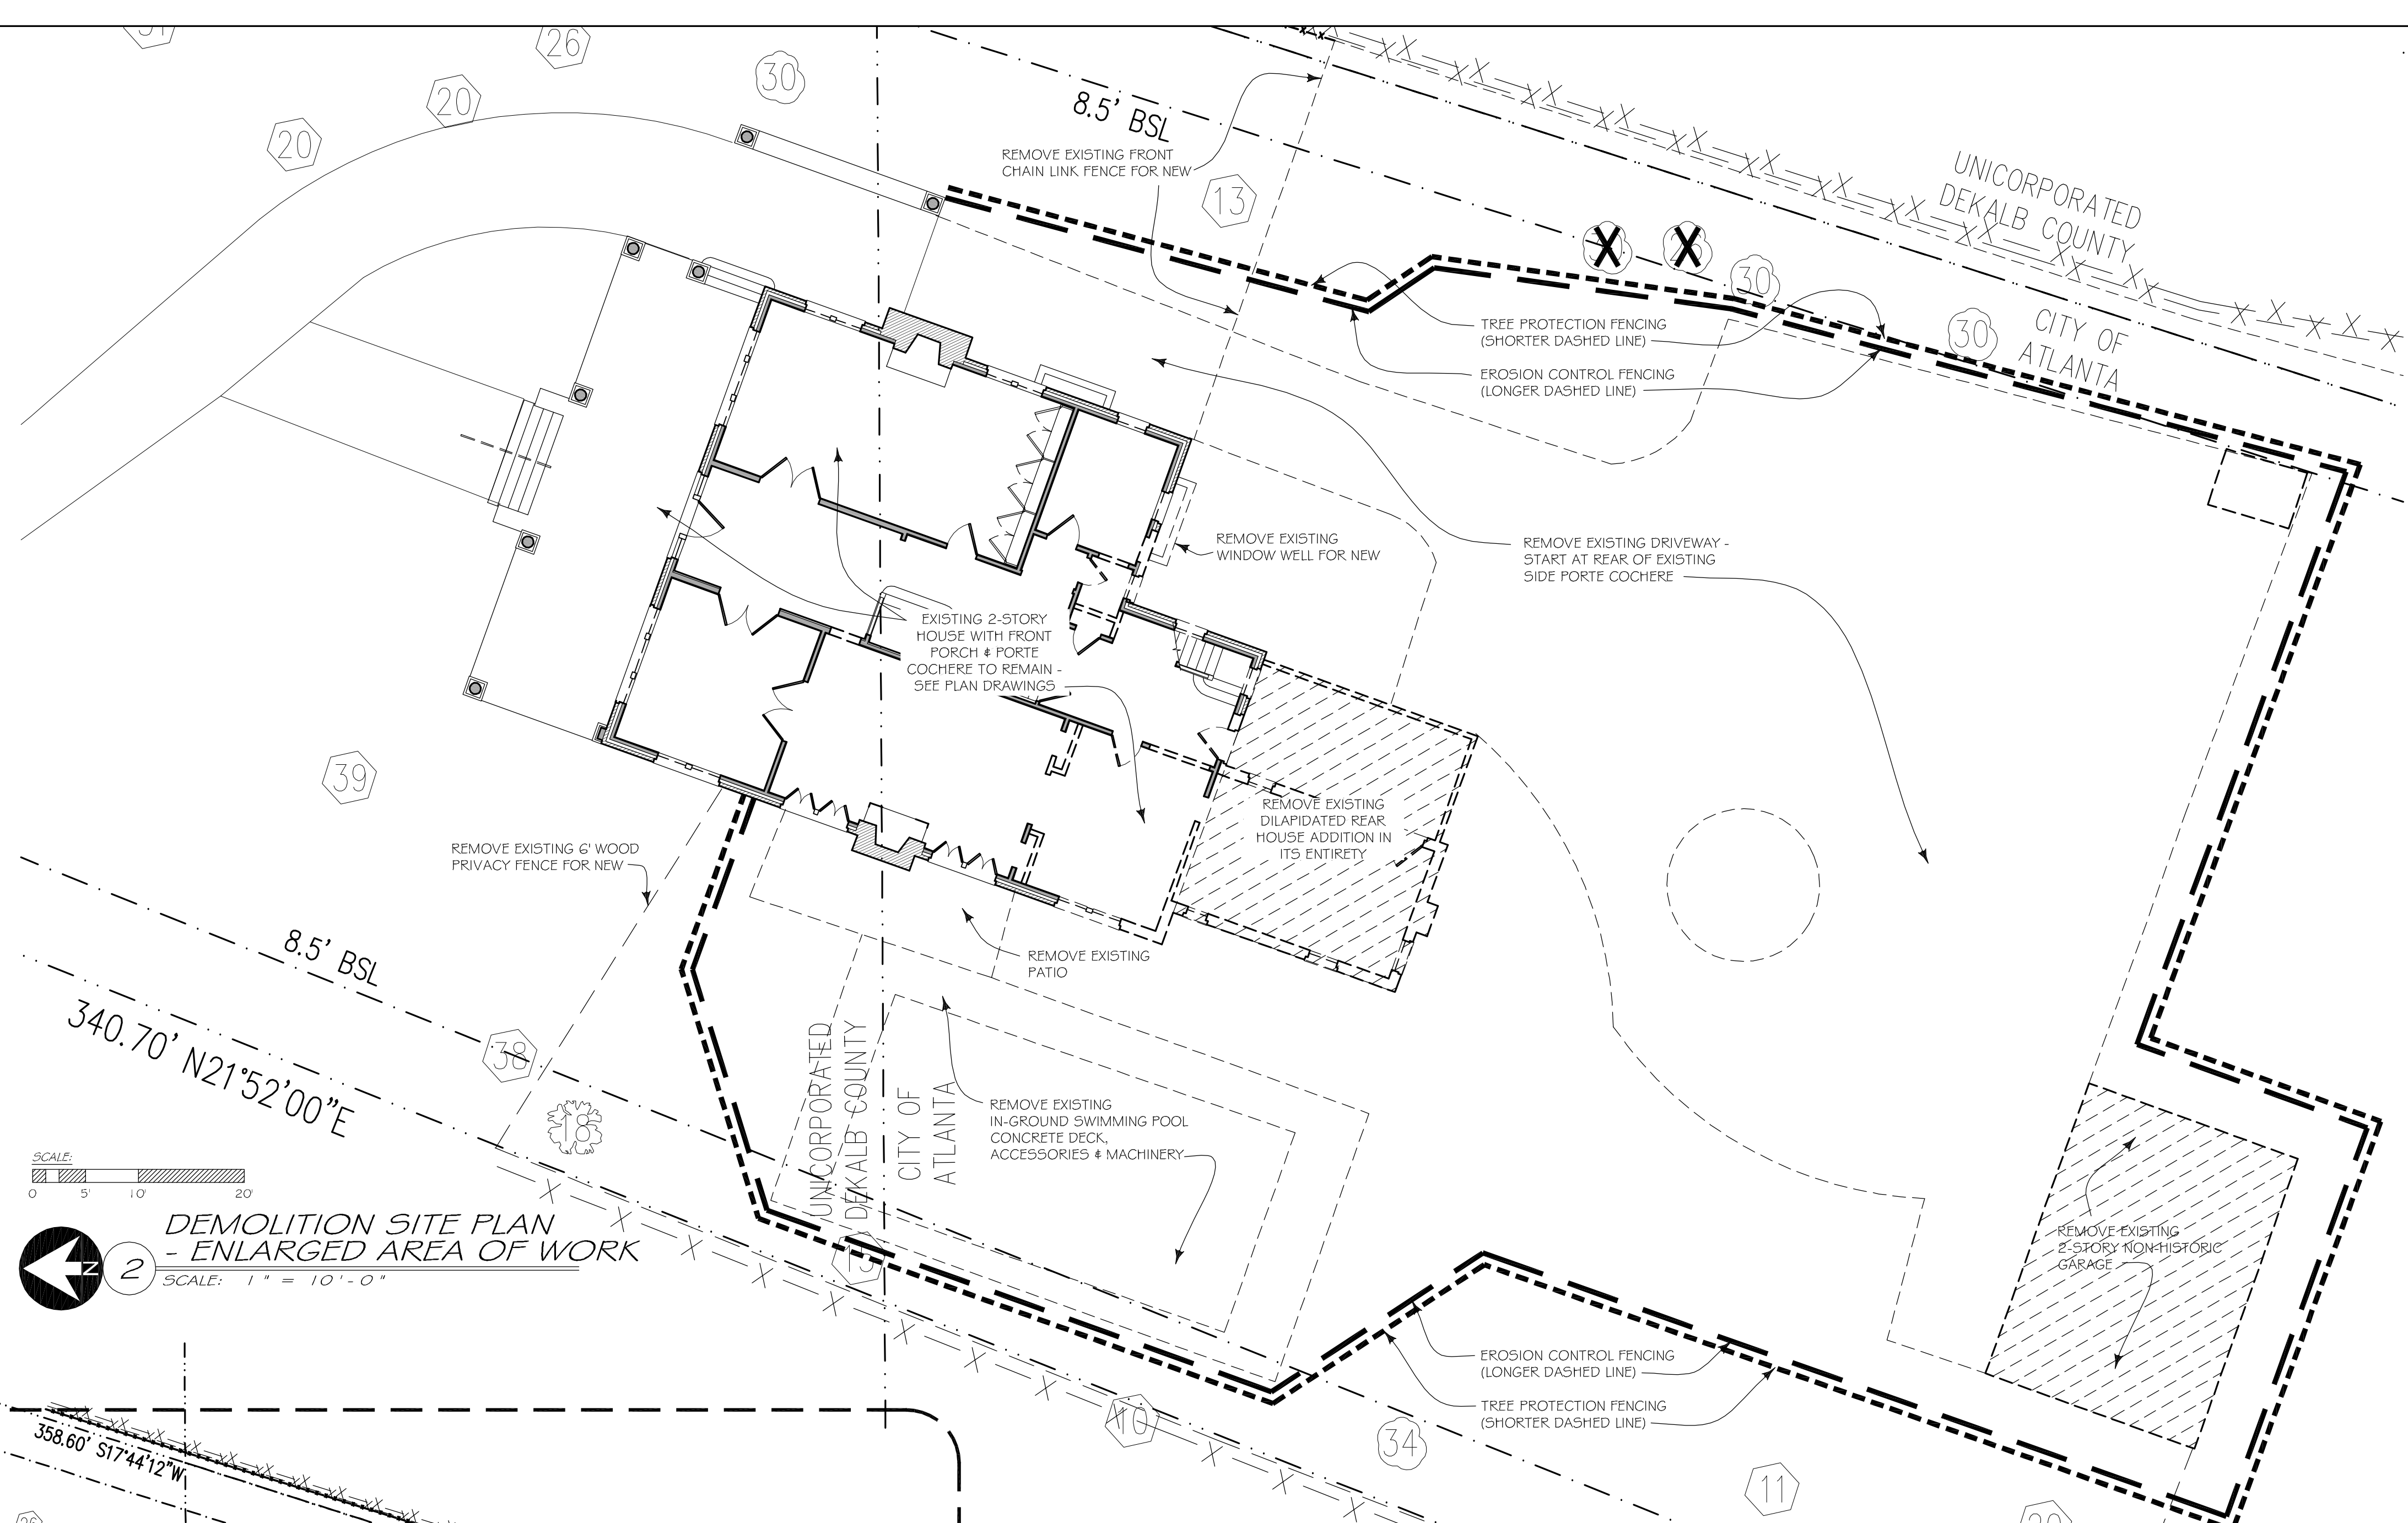 26
30
20
20
8.5' BSL
REMOVE EXISTING FRONT
CHAIN LINK FENCE FOR NEW
13
UNICORPORATED
DEKALB COUNTY
30
30
CITY OF
ATLANTA
TREE PROTECTION FENCING
(SHORTER DASHED LINE)
EROSION CONTROL FENCING
(LONGER DASHED LINE)
REMOVE EXISTING
WINDOW WELL FOR NEW
REMOVE EXISTING DRIVEWAY -
START AT REAR OF EXISTING
SIDE PORTE COCHERE
EXISTING 2-STORY
HOUSE WITH FRONT
PORCH & PORTE
COCHERE TO REMAIN -
SEE PLAN DRAWINGS
39
REMOVE EXISTING
DILAPIDATED REAR
HOUSE ADDITION IN
ITS ENTIRETY
REMOVE EXISTING 6' WOOD
PRIVACY FENCE FOR NEW
REMOVE EXISTING
PATIO
8.5' BSL
340.70' N21°52'00"E
38
18
UNICORPORATED
DEKALB COUNTY
CITY OF
ATLANTA
REMOVE EXISTING
IN-GROUND SWIMMING POOL
CONCRETE DECK,
ACCESSORIES & MACHINERY
REMOVE EXISTING
2-STORY NON-HISTORIC
GARAGE
SCALE:
0 5' 10' 20'
N
2
DEMOLITION SITE PLAN
- ENLARGED AREA OF WORK
SCALE: 1" = 10'-0"
EROSION CONTROL FENCING
(LONGER DASHED LINE)
TREE PROTECTION FENCING
(SHORTER DASHED LINE)
10
34
11
358.60' S17°44'12"W